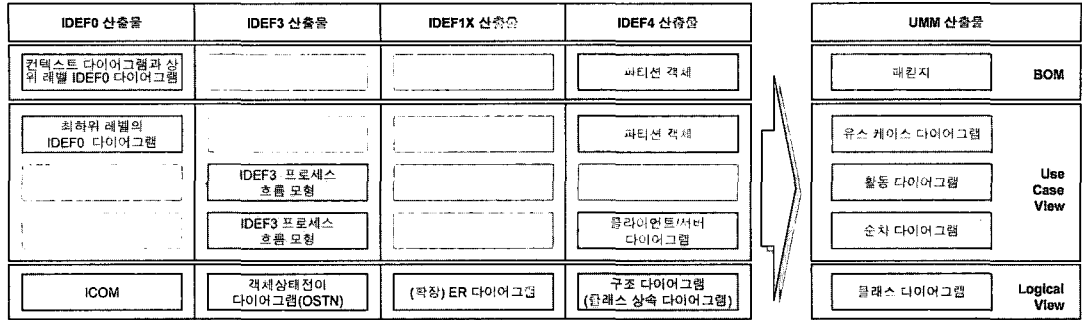 IDEF0 산출물 IDEF3 산출물 IDEF1X 산출물 IDEF4 산출물 UMM 산출물
컨텍스트 다이어그램과 상
위 레벨 IDEF0 다이어그램
파티션 객체
패킨지
BOM
최하위 레벨의
IDEF0 다이어그램
파티션 객체
유스 케이스 다이어그램
IDEF3 프로세스
흐름 모형
활동 다이어그램
Use
Case
View
IDEF3 프로세스
흐름 모형
클라이언트/서버
다이어그램
순차 다이어그램
ICOM
객체상태전이
다이어그램(OSTN)
(확장) ER 다이어그램
구조 다이어그램
(클래스 상속 다이어그램)
클래스 다이어그램
Logical
View